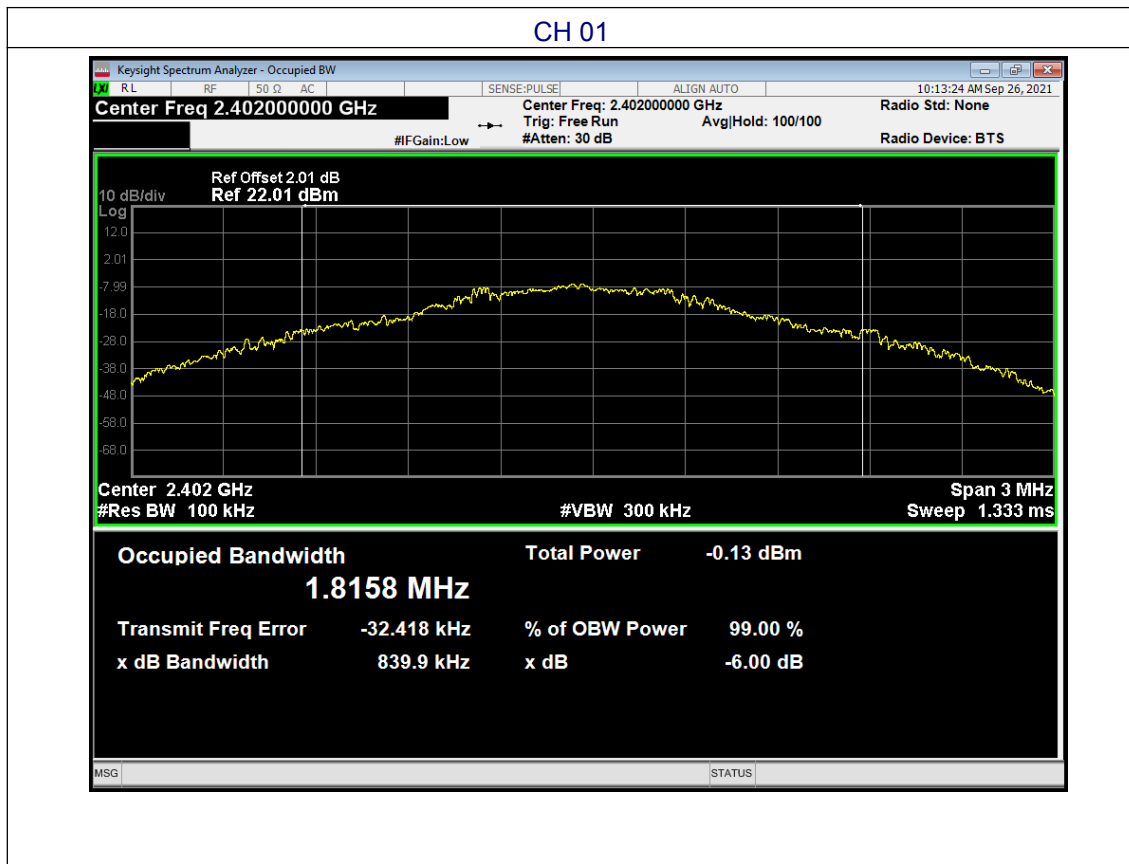 CH 01
Keysight Spectrum Analyzer - Occupied BW
LXI RL RF 50 Ω AC SENSE:PULSE ALIGN AUTO 10:13:24 AM Sep 26, 2021
Center Freq 2.402000000 GHz Center Freq: 2.402000000 GHz Radio Std: None
Trig: Free Run Avg|Hold: 100/100
#IFGain:Low #Atten: 30 dB Radio Device: BTS
Ref Offset 2.01 dB
10 dB/div Ref 22.01 dBm
Log
12.0
2.01
-7.99
-18.0
-28.0
-38.0
-48.0
-58.0
-68.0
Center 2.402 GHz Span 3 MHz
#Res BW 100 kHz #VBW 300 kHz Sweep 1.333 ms
Occupied Bandwidth Total Power -0.13 dBm
1.8158 MHz
Transmit Freq Error -32.418 kHz % of OBW Power 99.00 %
x dB Bandwidth 839.9 kHz x dB -6.00 dB
MSG STATUS